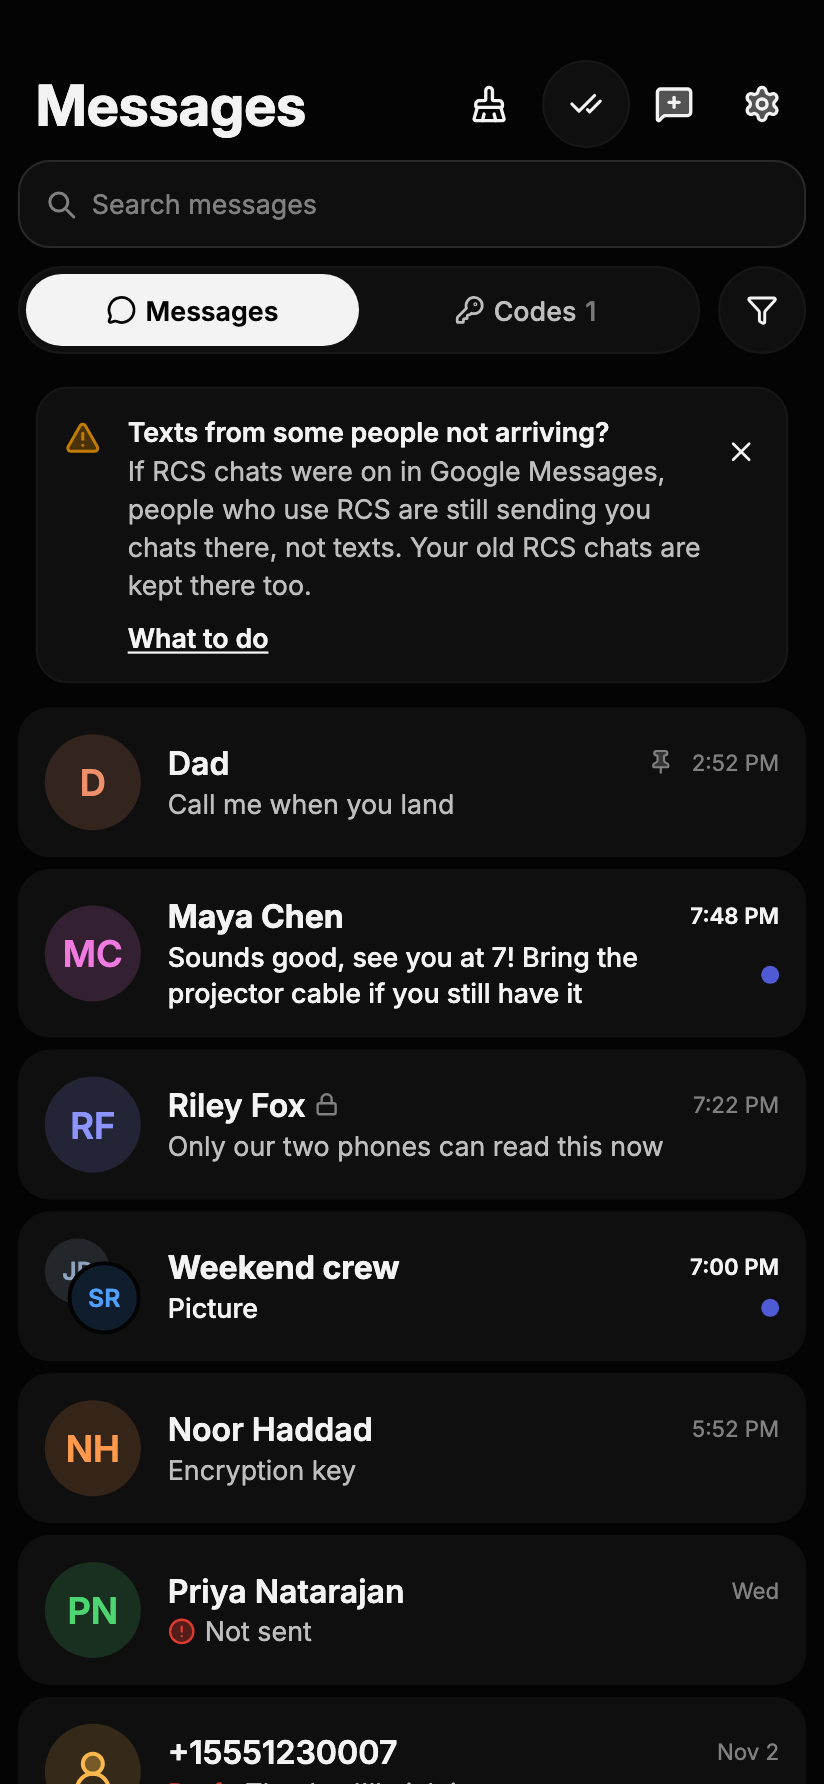 Messages
Search messages
Messages
Codes 1
Texts from some people not arriving?
If RCS chats were on in Google Messages,
people who use RCS are still sending you
chats there, not texts. Your old RCS chats are
kept there too.
What to do
D
Dad
2:52 PM
Call me when you land
MC
Maya Chen
7:48 PM
Sounds good, see you at 7! Bring the
projector cable if you still have it
RF
Riley Fox
7:22 PM
Only our two phones can read this now
SR
Weekend crew
7:00 PM
Picture
NH
Noor Haddad
5:52 PM
Encryption key
PN
Priya Natarajan
Wed
Not sent
+15551230007
Nov 2